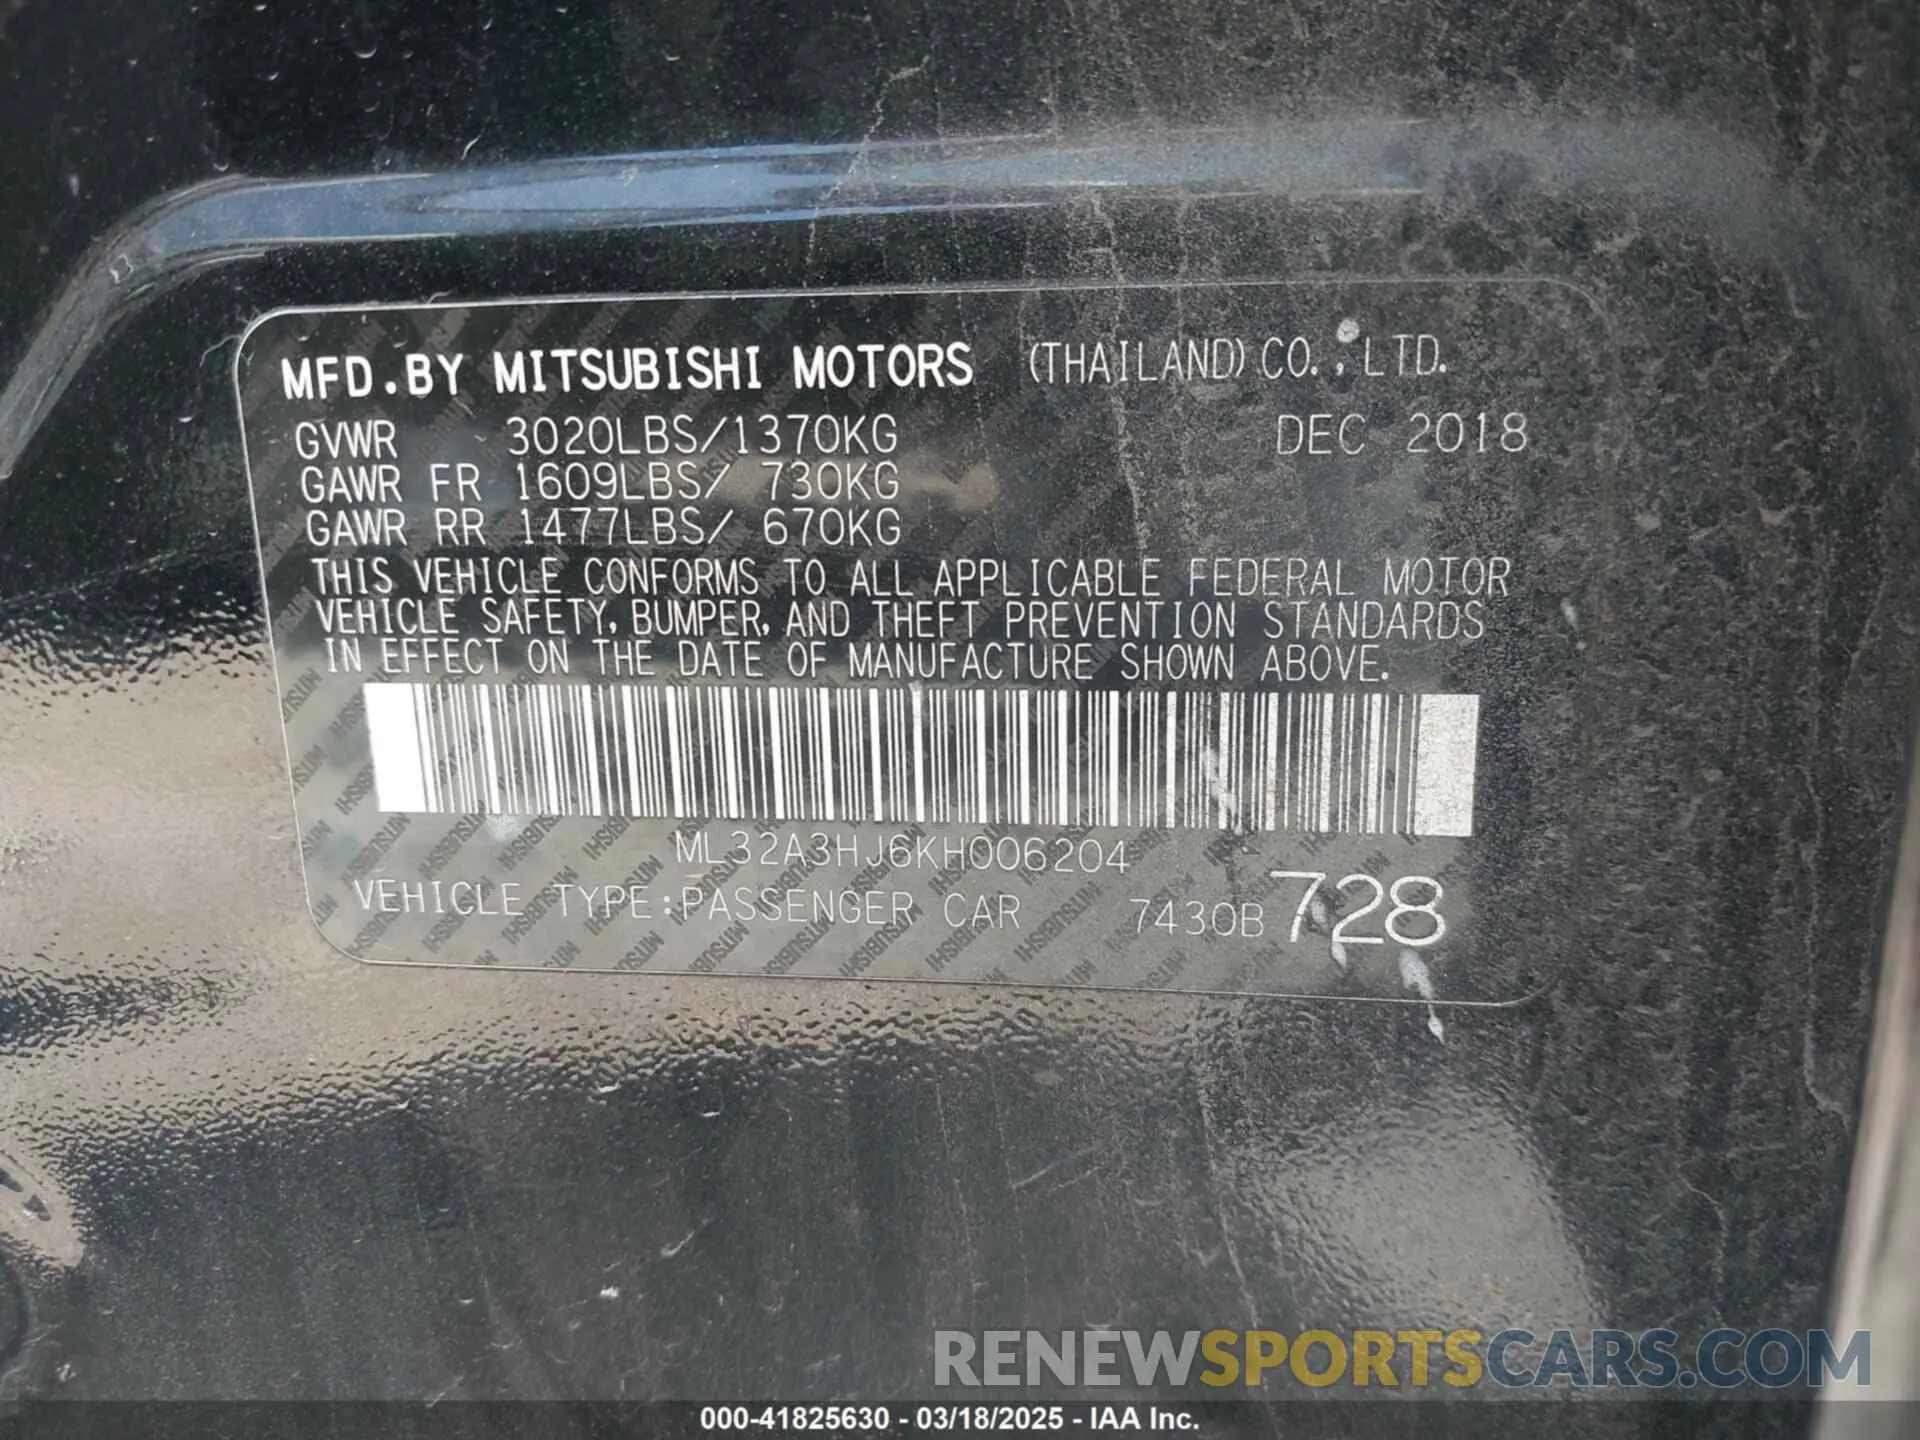 MFD.BY MITSUBISHI MOTORS (THAILAND) CO., LTD.
GVWR 3020LBS/1370KG DEC 2018
GAWR FR 1609LBS/ 730KG
GAWR RR 1477LBS/ 670KG
THIS VEHICLE CONFORMS TO ALL APPLICABLE FEDERAL MOTOR
VEHICLE SAFETY, BUMPER, AND THEFT PREVENTION STANDARDS
IN EFFECT ON THE DATE OF MANUFACTURE SHOWN ABOVE.
ML32A3HJ6KH006204
VEHICLE TYPE:PASSENGER CAR 7430B 728
RENEWSPORTSCARS.COM
000-41825630 - 03/18/2025 - IAA Inc.